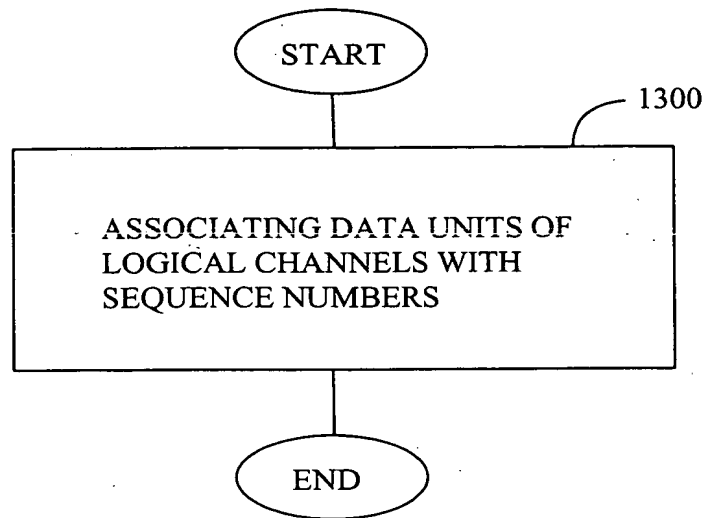 START
1300
ASSOCIATING DATA UNITS OF
LOGICAL CHANNELS WITH
SEQUENCE NUMBERS
END